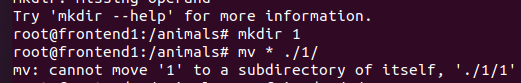 mkdir: missing operand
Try 'mkdir --help' for more information.
root@frontend1:/animals# mkdir 1
root@frontend1:/animals# mv * ./1/
mv: cannot move '1' to a subdirectory of itself, './1/1'